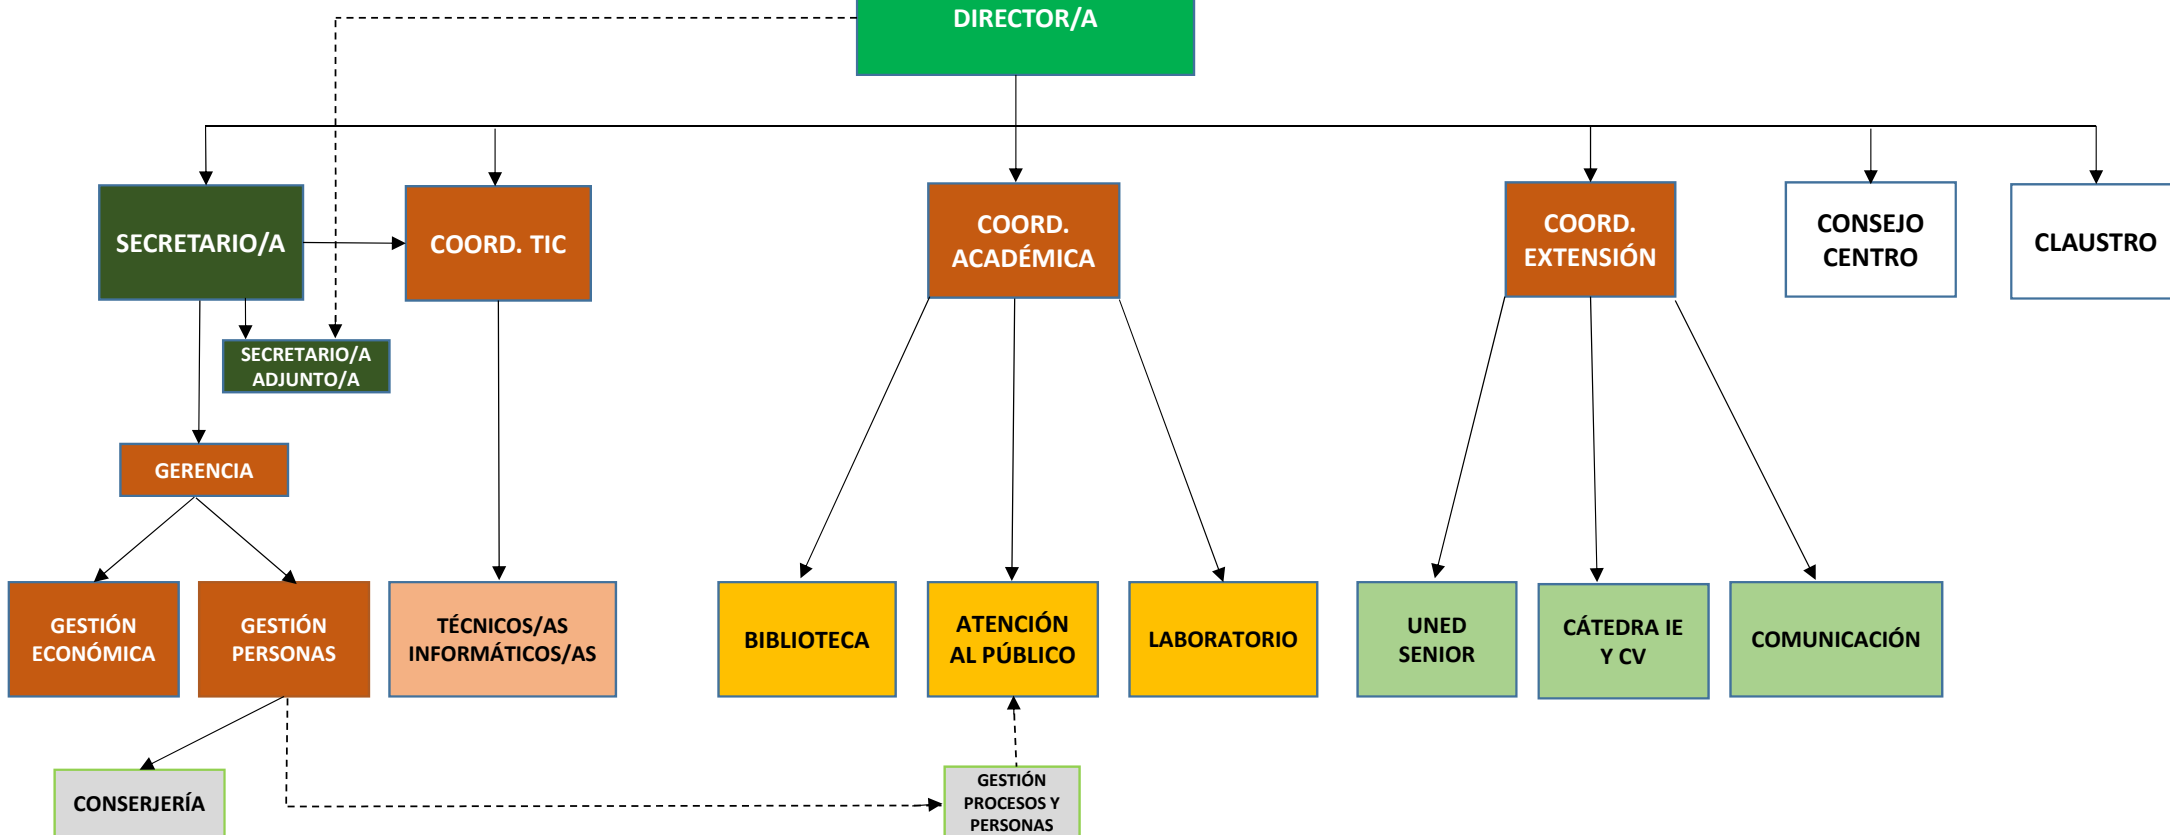 DIRECTOR/A
SECRETARIO/A
COORD. TIC
COORD.
ACADÉMICA
COORD.
EXTENSIÓN
CONSEJO
CENTRO
CLAUSTRO
SECRETARIO/A
ADJUNTO/A
GERENCIA
GESTIÓN
ECONÓMICA
GESTIÓN
PERSONAS
TÉCNICOS/AS
INFORMÁTICOS/AS
BIBLIOTECA
ATENCIÓN
AL PÚBLICO
LABORATORIO
UNED
SENIOR
CÁTEDRA IE
Y CV
COMUNICACIÓN
CONSERJERÍA
GESTIÓN
PROCESOS Y
PERSONAS